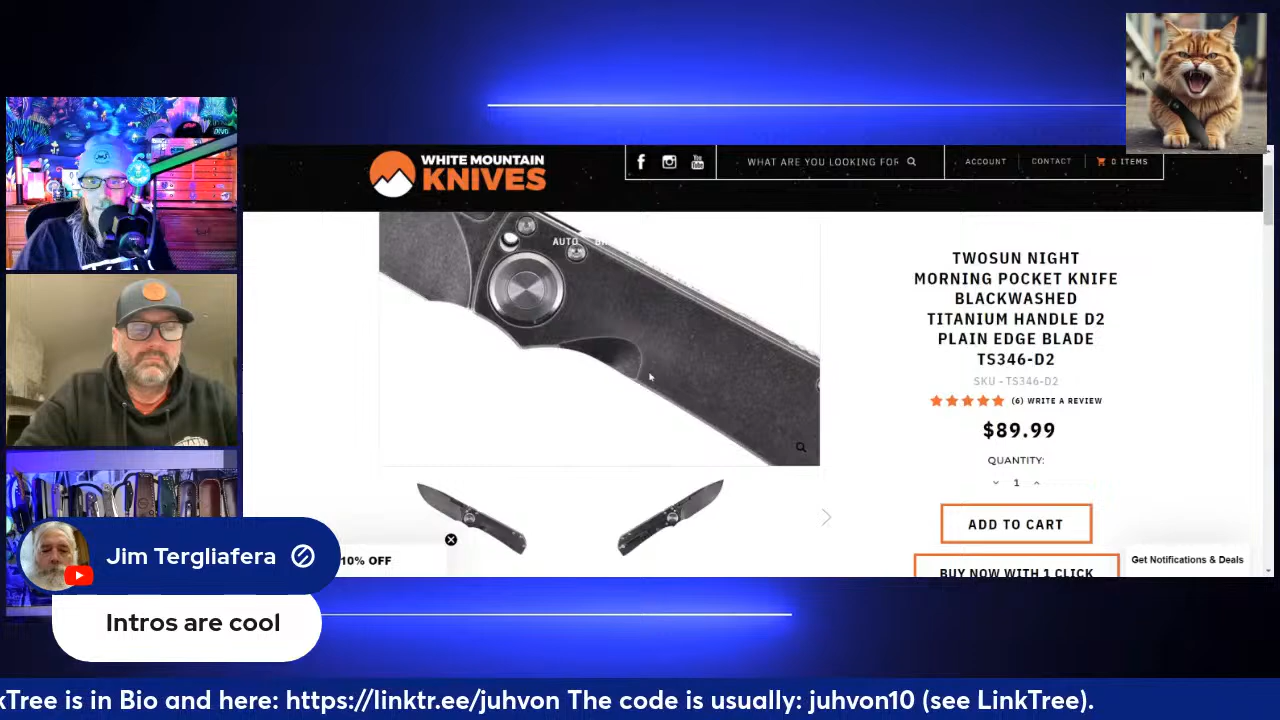 WHITE MOUNTAIN
KNIVES
WHAT ARE YOU LOOKING FOR
ACCOUNT
CONTACT
0 ITEMS
AUTO
TWOSUN NIGHT
MORNING POCKET KNIFE
BLACKWASHED
TITANIUM HANDLE D2
PLAIN EDGE BLADE
TS346-D2
SKU - TS346-D2
(6) WRITE A REVIEW
$89.99
QUANTITY:
1
ADD TO CART
BUY NOW WITH 1 CLICK
10% OFF
Get Notifications & Deals
Jim Tergliafera
Intros are cool
kTree is in Bio and here: https://linktr.ee/juhvon The code is usually: juhvon10 (see LinkTree).